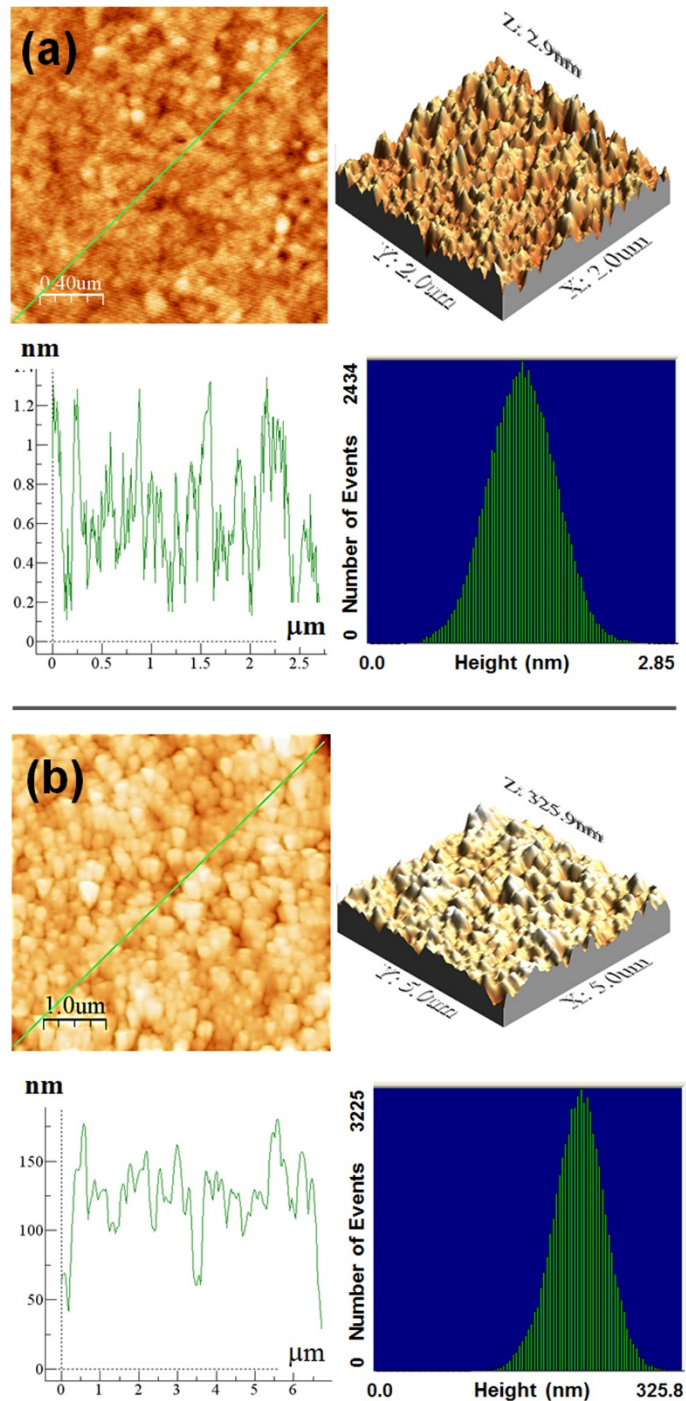 (a)
0.40um
Z: 2.9nm
Y: 2.0um
X: 2.0um
nm
1.4
1.2
1
0.8
0.6
0.4
0.2
0
μm
0
0.5
1
1.5
2
2.5
2434
Number of Events
0
0.0
Height (nm)
2.85
(b)
1.0um
Z: 325.9nm
Y: 5.0um
X: 5.0um
nm
150
100
50
0
μm
0
1
2
3
4
5
6
3225
Number of Events
0
0.0
Height (nm)
325.8